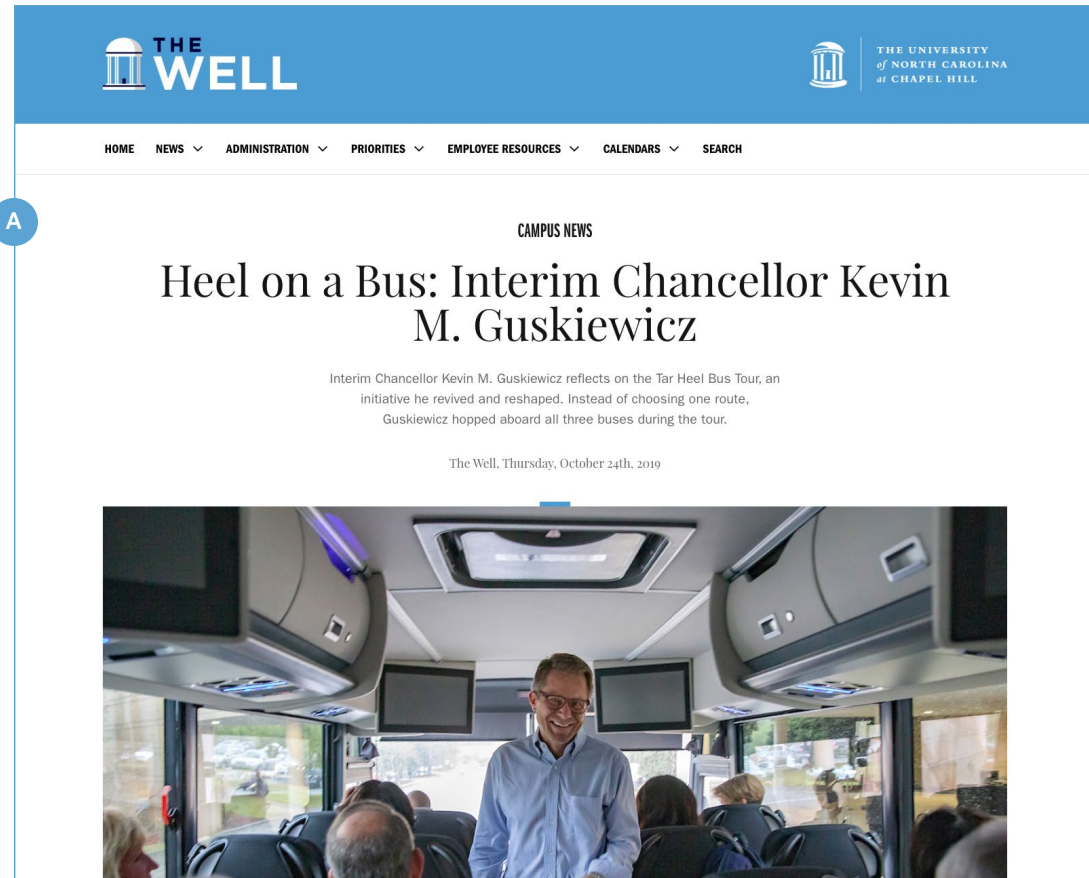 THE
WELL
THE UNIVERSITY
of NORTH CAROLINA
at CHAPEL HILL
HOME NEWS ADMINISTRATION PRIORITIES EMPLOYEE RESOURCES CALENDARS SEARCH
A
CAMPUS NEWS
Heel on a Bus: Interim Chancellor Kevin
M. Guskiewicz
Interim Chancellor Kevin M. Guskiewicz reflects on the Tar Heel Bus Tour, an
initiative he revived and reshaped. Instead of choosing one route,
Guskiewicz hopped aboard all three buses during the tour.
The Well, Thursday, October 24th, 2019